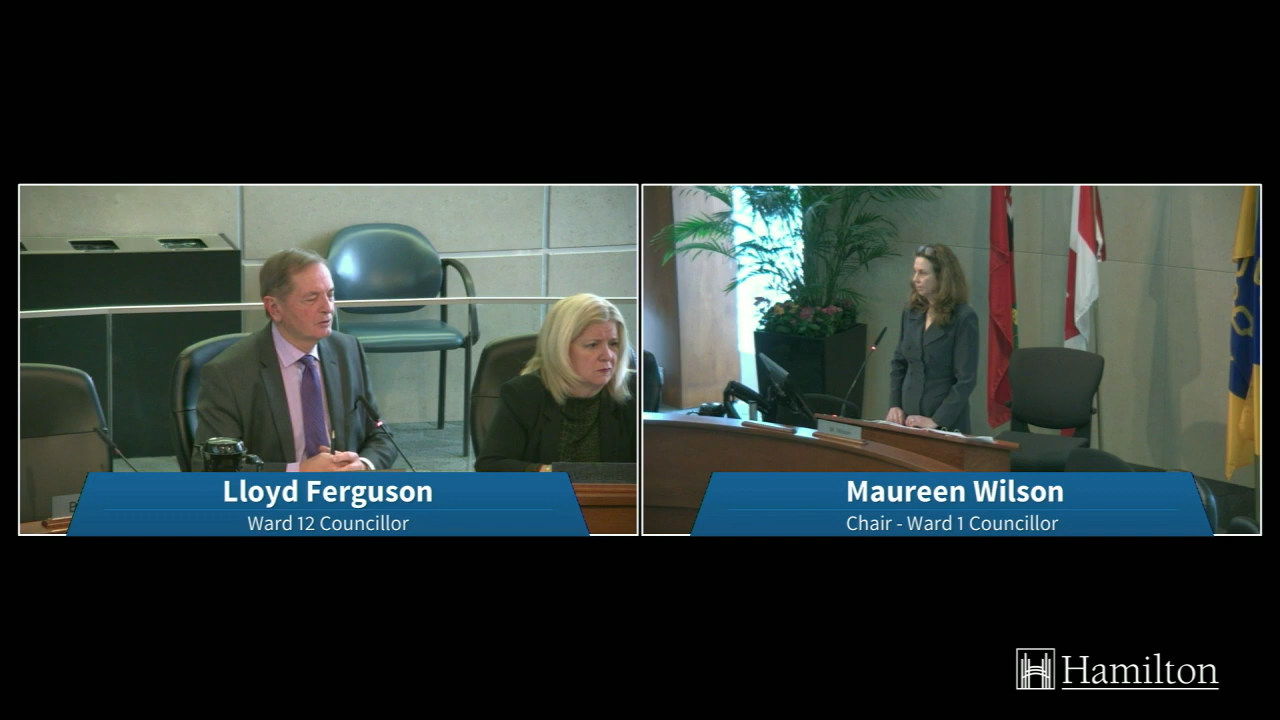 Lloyd Ferguson
Ward 12 Councillor
Maureen Wilson
Chair - Ward 1 Councillor
Hamilton